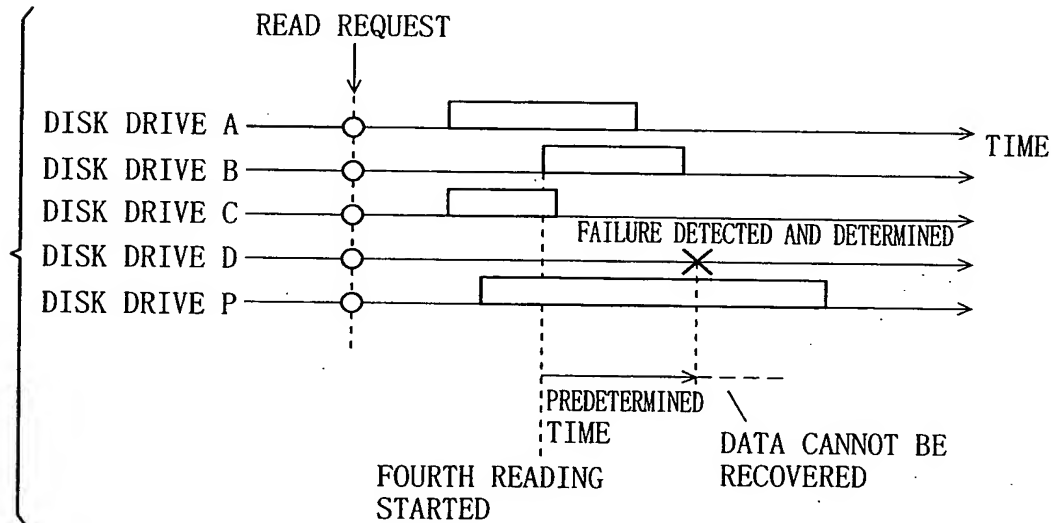 READ REQUEST
DISK DRIVE A
TIME
DISK DRIVE B
DISK DRIVE C
FAILURE DETECTED AND DETERMINED
DISK DRIVE D
DISK DRIVE P
PREDETERMINED
TIME
DATA CANNOT BE
RECOVERED
FOURTH READING
STARTED